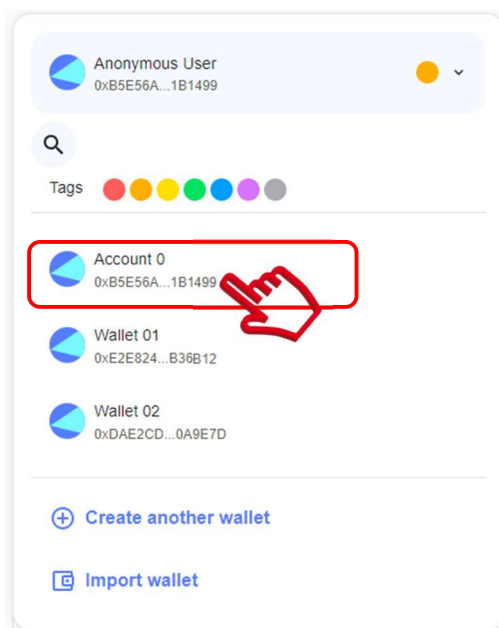 Anonymous User
0xB5E56A...1B1499
Tags
Account 0
0xB5E56A...1B1499
Wallet 01
0xE2E824...B36B12
Wallet 02
0xDAE2CD...0A9E7D
Create another wallet
Import wallet